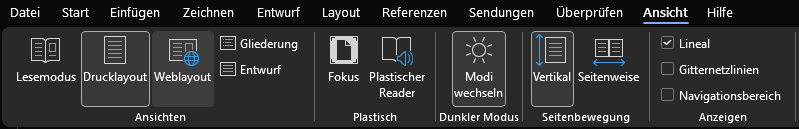 Datei Start Einfügen Zeichnen Entwurf Layout Referenzen Sendungen Überprüfen Ansicht Hilfe
Lesemodus Drucklayout Weblayout
Gliederung
Entwurf
Ansichten
Fokus Plastischer
Reader
Plastisch
Modi
wechseln
Dunkler Modus
Vertikal Seitenweise
Seitenbewegung
Lineal
Gitternetzlinien
Navigationsbereich
Anzeigen